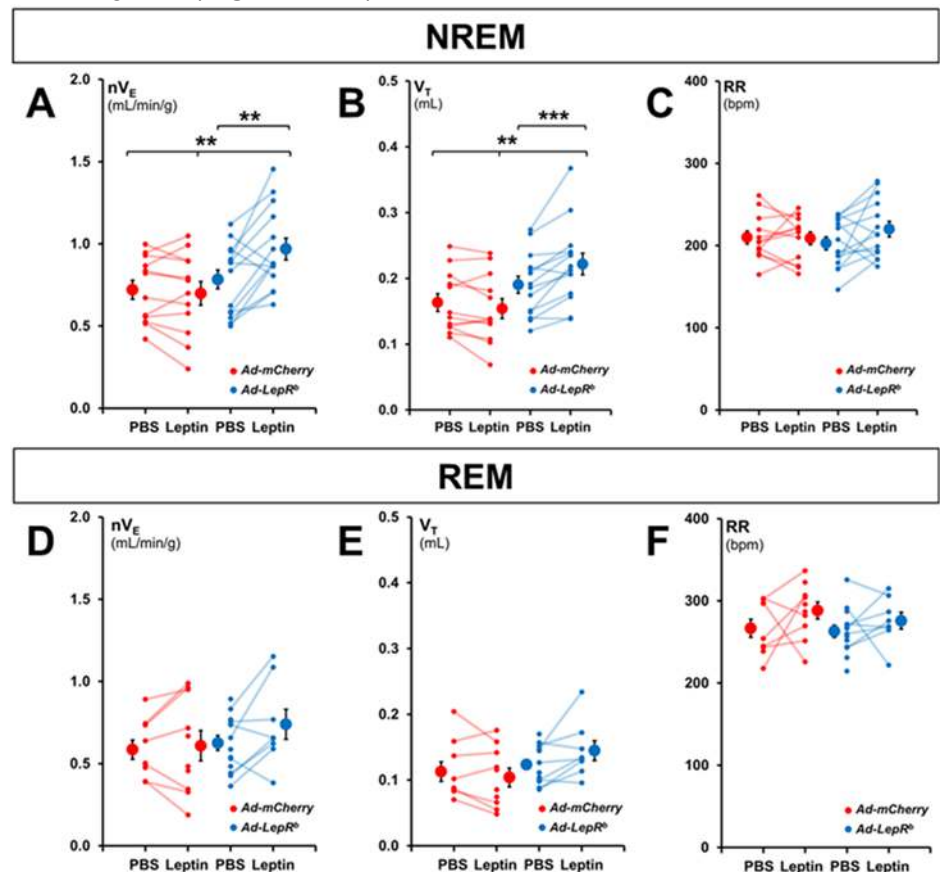 NREM
A
nVE
(mL/min/g)
2.0
1.5
1.0
0.5
0.0
**
**
Ad-mCherry
Ad-LepRb
PBS Leptin PBS Leptin
B
VT
(mL)
0.5
0.4
0.3
0.2
0.1
0.0
***
**
Ad-mCherry
Ad-LepRb
PBS Leptin PBS Leptin
C
RR
(bpm)
400
300
200
100
0
Ad-mCherry
Ad-LepRb
PBS Leptin PBS Leptin
REM
D
nVE
(mL/min/g)
2.0
1.5
1.0
0.5
0.0
Ad-mCherry
Ad-LepRb
PBS Leptin PBS Leptin
E
VT
(mL)
0.5
0.4
0.3
0.2
0.1
0.0
Ad-mCherry
Ad-LepRb
PBS Leptin PBS Leptin
F
RR
(bpm)
400
300
200
100
0
Ad-mCherry
Ad-LepRb
PBS Leptin PBS Leptin